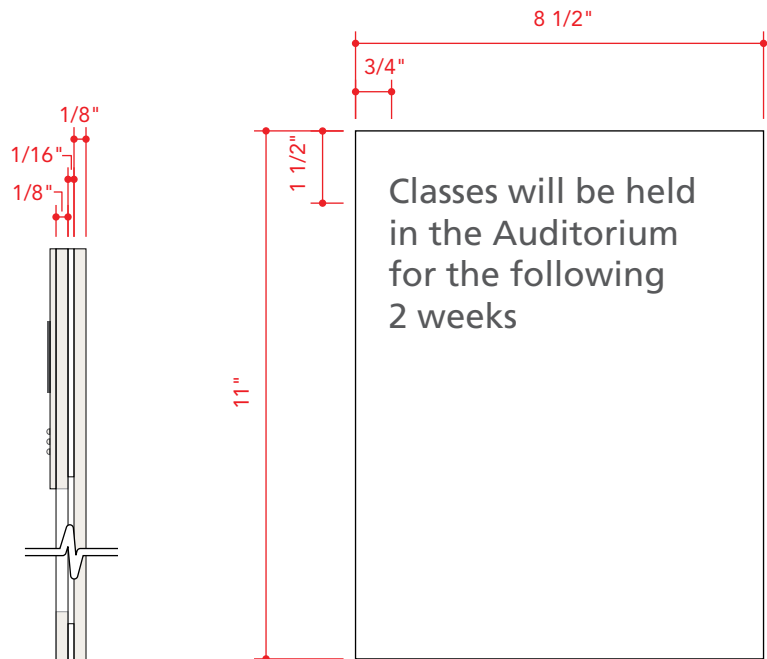 8 1/2"
3/4"
1/8"
1/16"
1/8"
1 1/2"
11"
Classes will be held
in the Auditorium
for the following
2 weeks